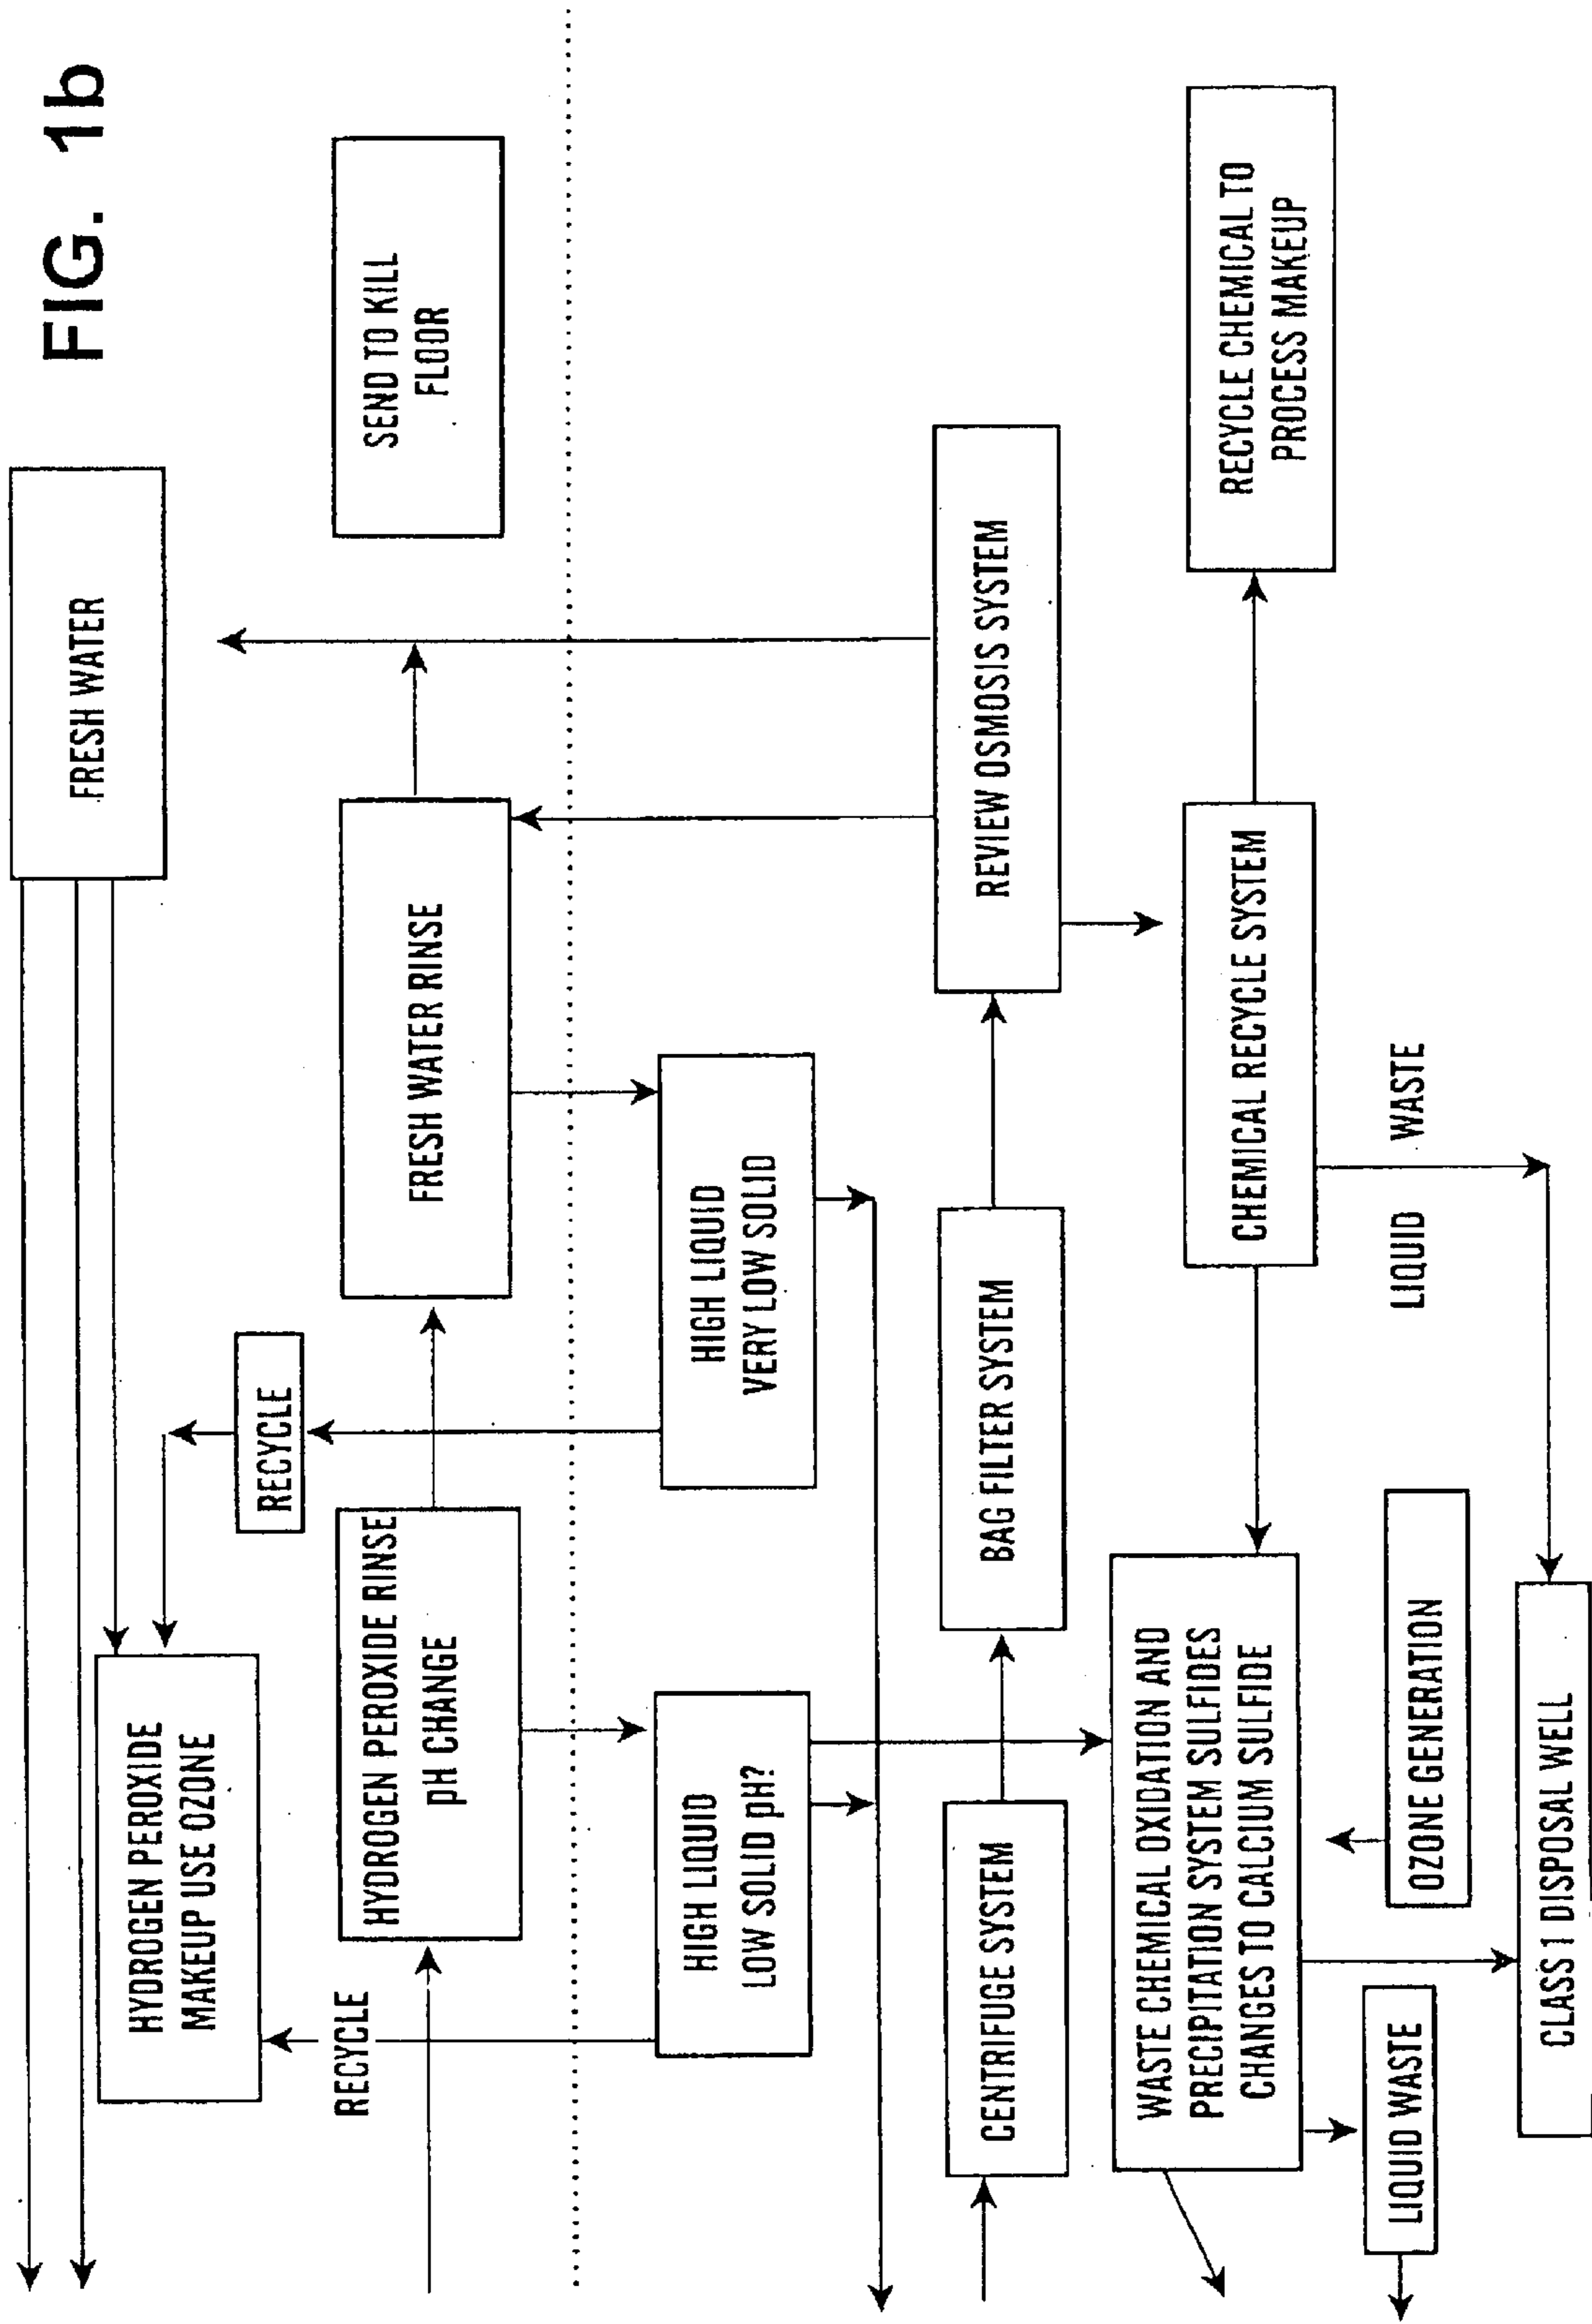 FIG. 1b
FRESH WATER
HYDROGEN PEROXIDE
MAKEUP USE OZONE
RECYCLE
RECYCLE
HYDROGEN PEROXIDE RINSE
pH CHANGE
FRESH WATER RINSE
SEND TO KILL
FLOOR
HIGH LIQUID
LOW SOLID pH?
HIGH LIQUID
VERY LOW SOLID
CENTRIFUGE SYSTEM
BAG FILTER SYSTEM
REVIEW OSMOSIS SYSTEM
WASTE CHEMICAL OXIDATION AND
PRECIPITATION SYSTEM SULFIDES
CHANGES TO CALCIUM SULFIDE
CHEMICAL RECYCLE SYSTEM
RECYCLE CHEMICAL TO
PROCESS MAKEUP
LIQUID WASTE
OZONE GENERATION
LIQUID WASTE
CLASS 1 DISPOSAL WELL